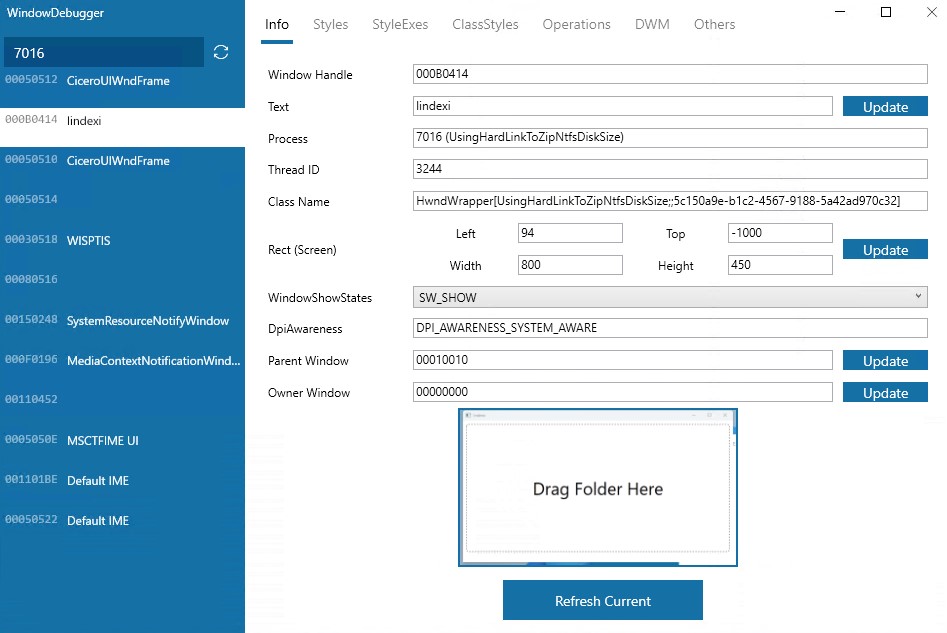 WindowDebugger
7016
00050512 CiceroUIWndFrame
000B0414 lindexi
00050510 CiceroUIWndFrame
00050514
00030518 WISPTIS
00080516
00150248 SystemResourceNotifyWindow
000F0196 MediaContextNotificationWind...
00110452
0005050E MSCTFIME UI
001101BE Default IME
00050522 Default IME
Info Styles StyleExes ClassStyles Operations DWM Others
Window Handle 000B0414
Text lindexi Update
Process 7016 (UsingHardLinkToZipNtfsDiskSize)
Thread ID 3244
Class Name HwndWrapper[UsingHardLinkToZipNtfsDiskSize;;5c150a9e-b1c2-4567-9188-5a42ad970c32]
Rect (Screen) Left 94 Top -1000 Update
Width 800 Height 450
WindowShowStates SW_SHOW
DpiAwareness DPI_AWARENESS_SYSTEM_AWARE
Parent Window 00010010 Update
Owner Window 00000000 Update
Drag Folder Here
Refresh Current